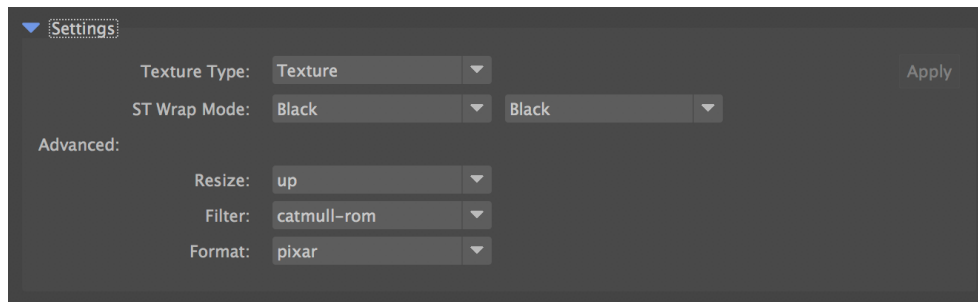 Settings
Texture Type: Texture Apply
ST Wrap Mode: Black Black
Advanced:
Resize: up
Filter: catmull-rom
Format: pixar